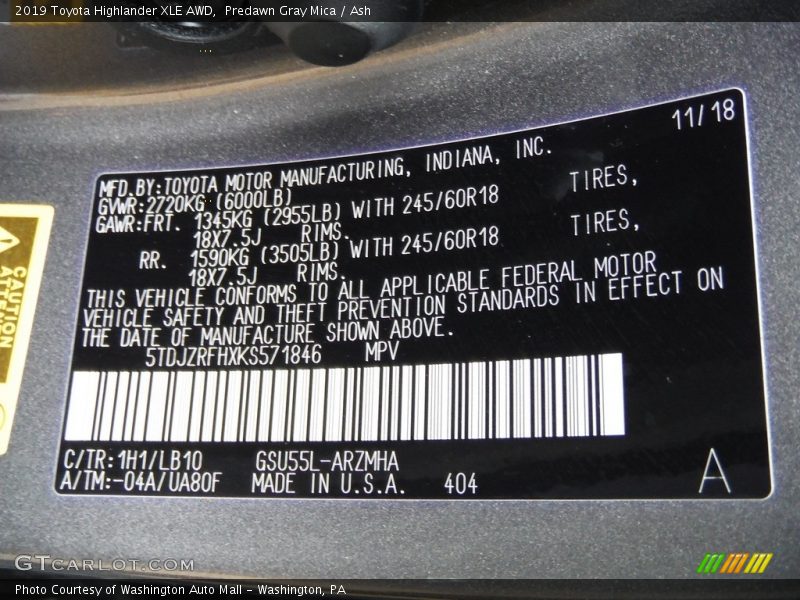 2019 Toyota Highlander XLE AWD,  Predawn Gray Mica / Ash
11/18
MFD.BY:TOYOTA MOTOR MANUFACTURING, INDIANA, INC.
GVWR:2720KG (6000LB)
GAWR:FRT. 1345KG (2955LB) WITH 245/60R18 TIRES,
18X7.5J RIMS.
RR. 1590KG (3505LB) WITH 245/60R18 TIRES,
18X7.5J RIMS.
THIS VEHICLE CONFORMS TO ALL APPLICABLE FEDERAL MOTOR
VEHICLE SAFETY AND THEFT PREVENTION STANDARDS IN EFFECT ON
THE DATE OF MANUFACTURE SHOWN ABOVE.
5TDJZRFHXKS571846 MPV
C/TR:1H1/LB10 GSU55L-ARZMHA
A/TM:-04A/UA80F MADE IN U.S.A. 404
A
CAUTION
GTCARLOT.COM
Photo Courtesy of Washington Auto Mall - Washington, PA